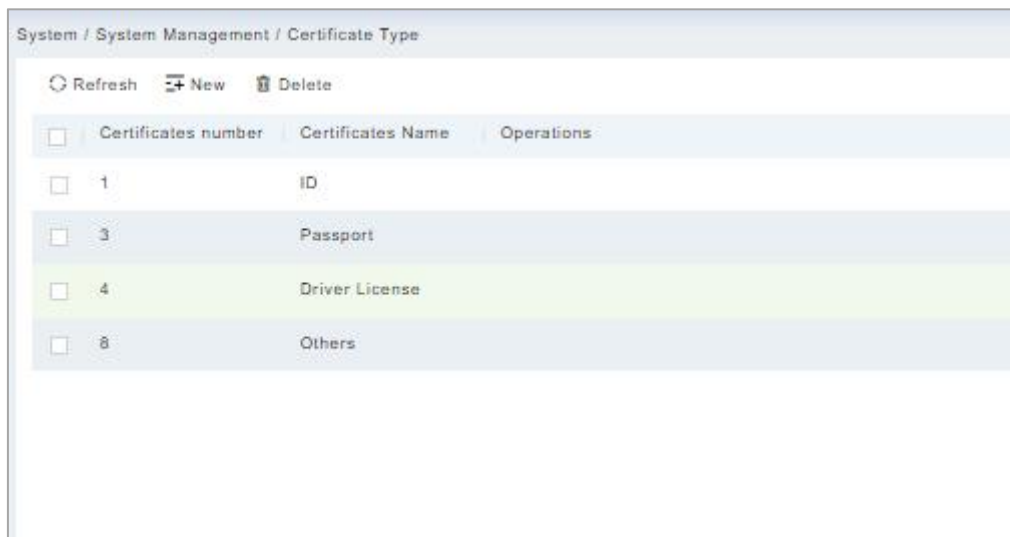 System / System Management / Certificate Type
Refresh New Delete
Certificates number Certificates Name Operations
1 ID
3 Passport
4 Driver License
8 Others